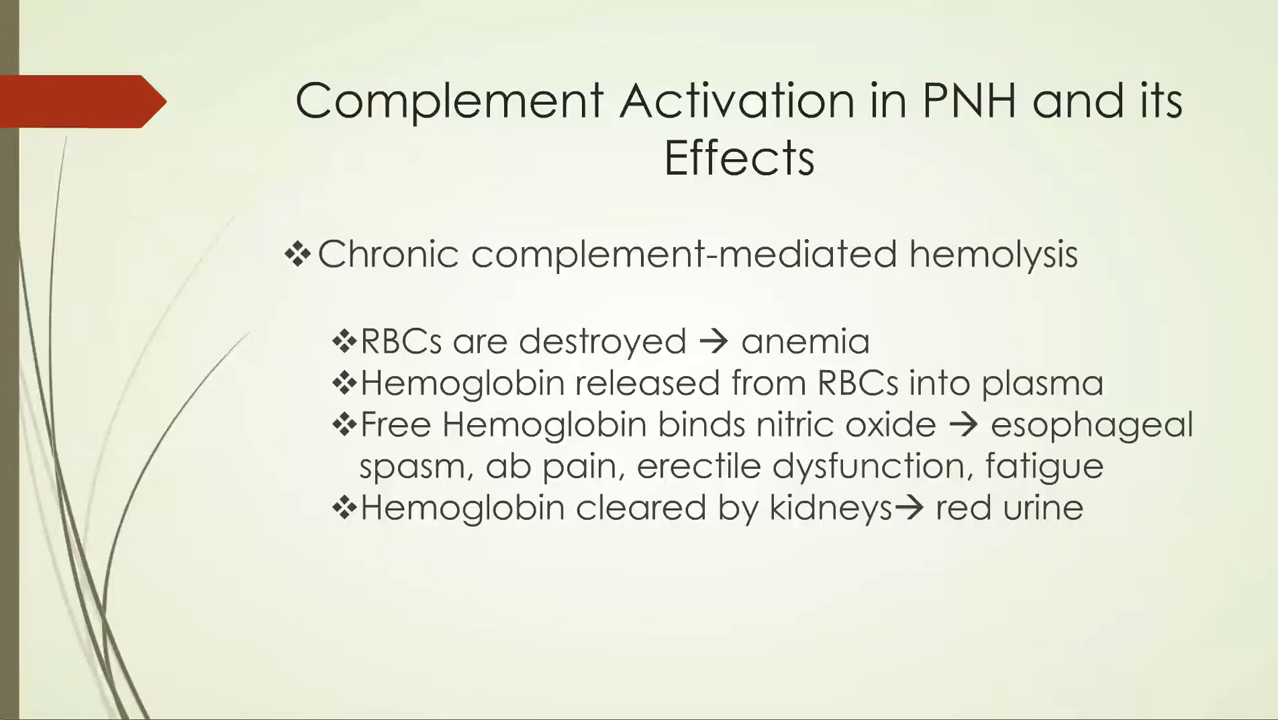 Complement Activation in PNH and its
Effects
❖Chronic complement-mediated hemolysis
❖RBCs are destroyed → anemia
❖Hemoglobin released from RBCs into plasma
❖Free Hemoglobin binds nitric oxide → esophageal
spasm, ab pain, erectile dysfunction, fatigue
❖Hemoglobin cleared by kidneys→ red urine